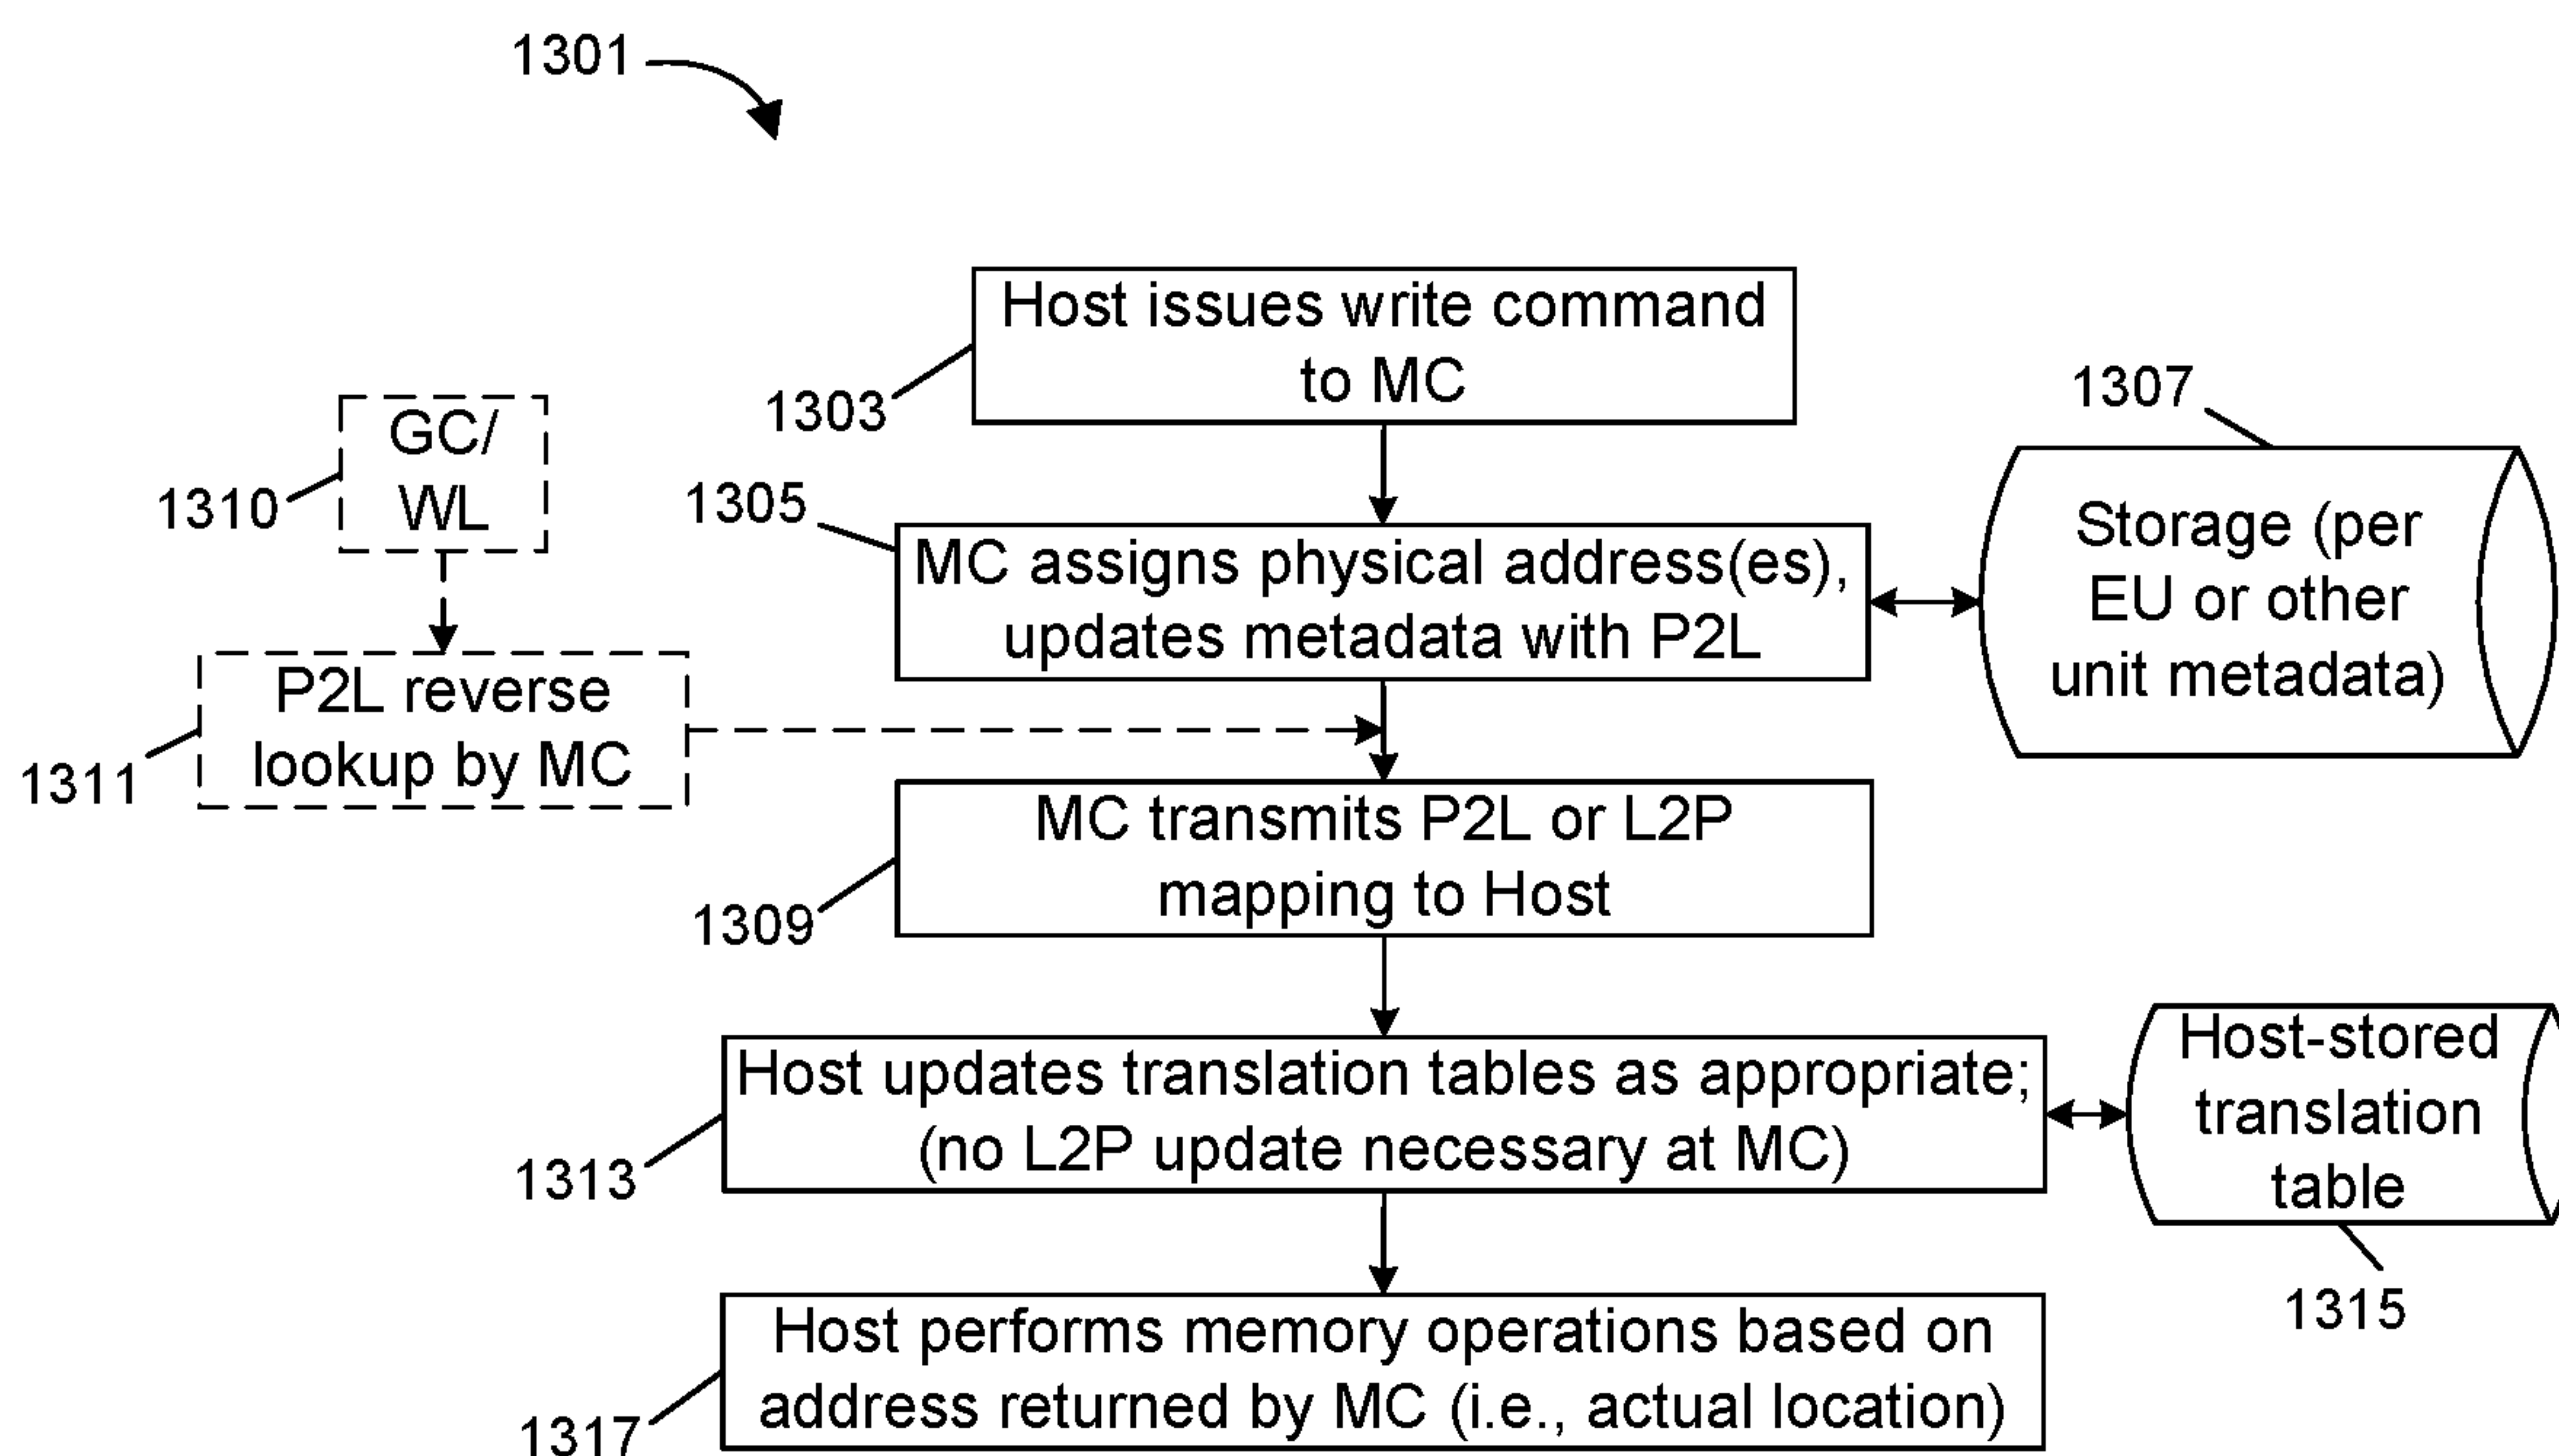 1301
Host issues write command
to MC
1303
1307
GC/
WL
1310
1305
MC assigns physical address(es),
updates metadata with P2L
Storage (per
EU or other
unit metadata)
P2L reverse
lookup by MC
1311
MC transmits P2L or L2P
mapping to Host
1309
Host updates translation tables as appropriate;
(no L2P update necessary at MC)
1313
Host-stored
translation
table
1315
Host performs memory operations based on
address returned by MC (i.e., actual location)
1317